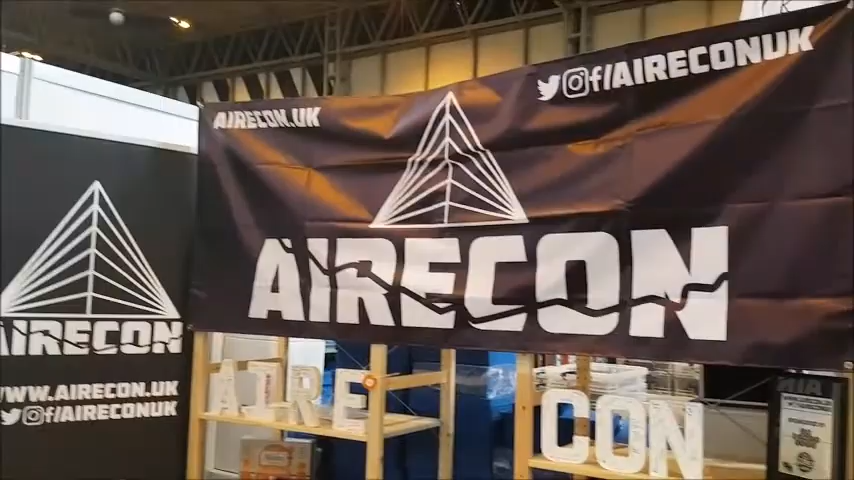 AIRECON.UK
f/AIRECONUK
AIRECON
AIRECON
WWW.AIRECON.UK
f/AIRECONUK
AIRE
CON